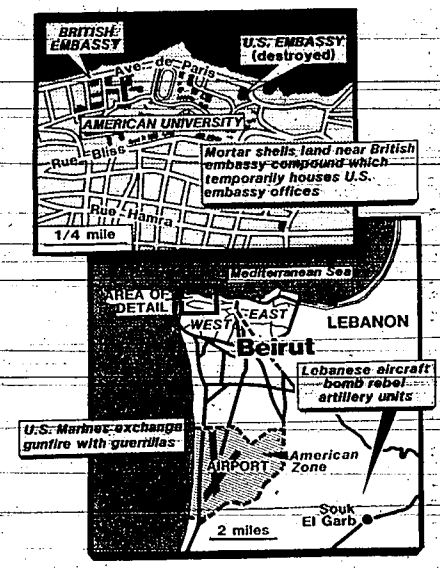 BRITISH
EMBASSY
U.S. EMBASSY
(destroyed)
Ave. de Paris
AMERICAN UNIVERSITY
Rue Bliss
Mortar shells land near British
embassy compound which
temporarily houses U.S.
embassy offices
Rue Hamra
1/4 mile
Mediterranean Sea
AREA OF
DETAIL
WEST
EAST
LEBANON
Beirut
Lebanese aircraft
bomb rebel
artillery units
U.S. Marines exchange
gunfire with guerrillas
AIRPORT
American
Zone
Souk
El Garb
2 miles